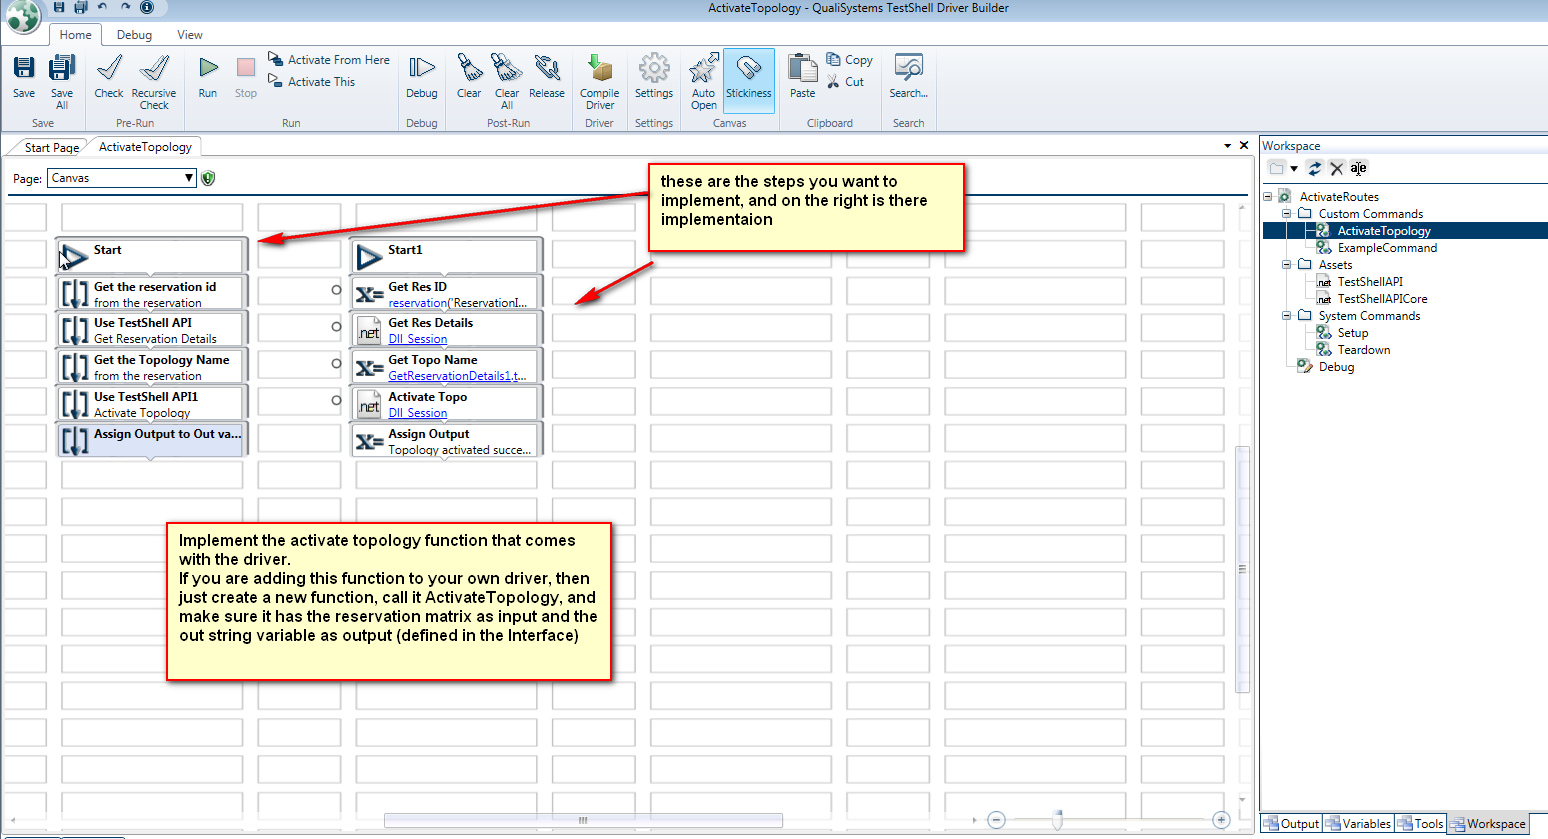 ActivateTopology - QualiSystems TestShell Driver Builder
Home Debug View
Save Save All Check Recursive Check Run Stop Activate From Here Activate This Debug Clear Clear All Release Compile Driver Settings Auto Open Stickiness Paste Copy Cut Search...
Save Pre-Run Run Debug Post-Run Driver Settings Canvas Clipboard Search
Start Page ActivateTopology
Page: Canvas
these are the steps you want to
implement, and on the right is there
implementaion
Start
Get the reservation id
from the reservation
Use TestShell API
Get Reservation Details
Get the Topology Name
from the reservation
Use TestShell API1
Activate Topology
Assign Output to Out va...
Start1
Get Res ID
reservation('ReservationI...
Get Res Details
Dll_Session
Get Topo Name
GetReservationDetails1.t...
Activate Topo
Dll_Session
Assign Output
Topology activated succe...
Implement the activate topology function that comes
with the driver.
If you are adding this function to your own driver, then
just create a new function, call it ActivateTopology, and
make sure it has the reservation matrix as input and the
out string variable as output (defined in the Interface)
Workspace
ActivateRoutes
Custom Commands
ActivateTopology
ExampleCommand
Assets
TestShellAPI
TestShellAPICore
System Commands
Setup
Teardown
Debug
Output Variables Tools Workspace